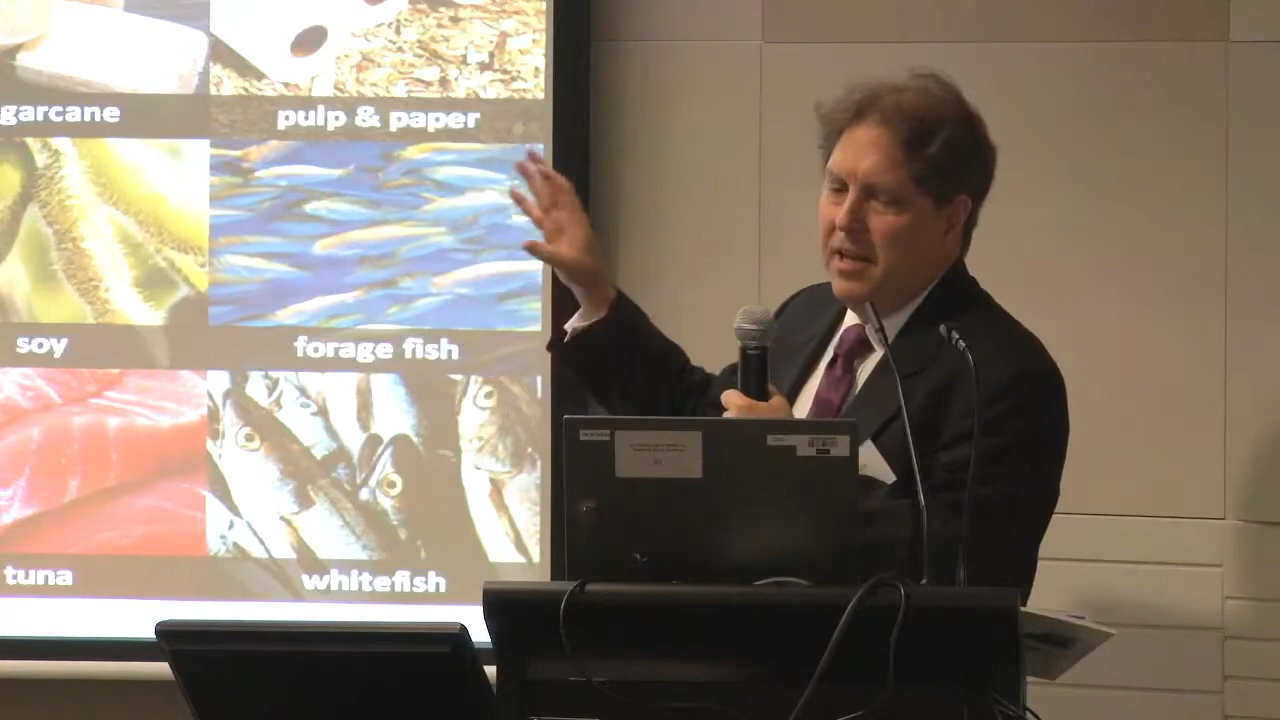 garcane
pulp & paper
soy
forage fish
tuna
whitefish